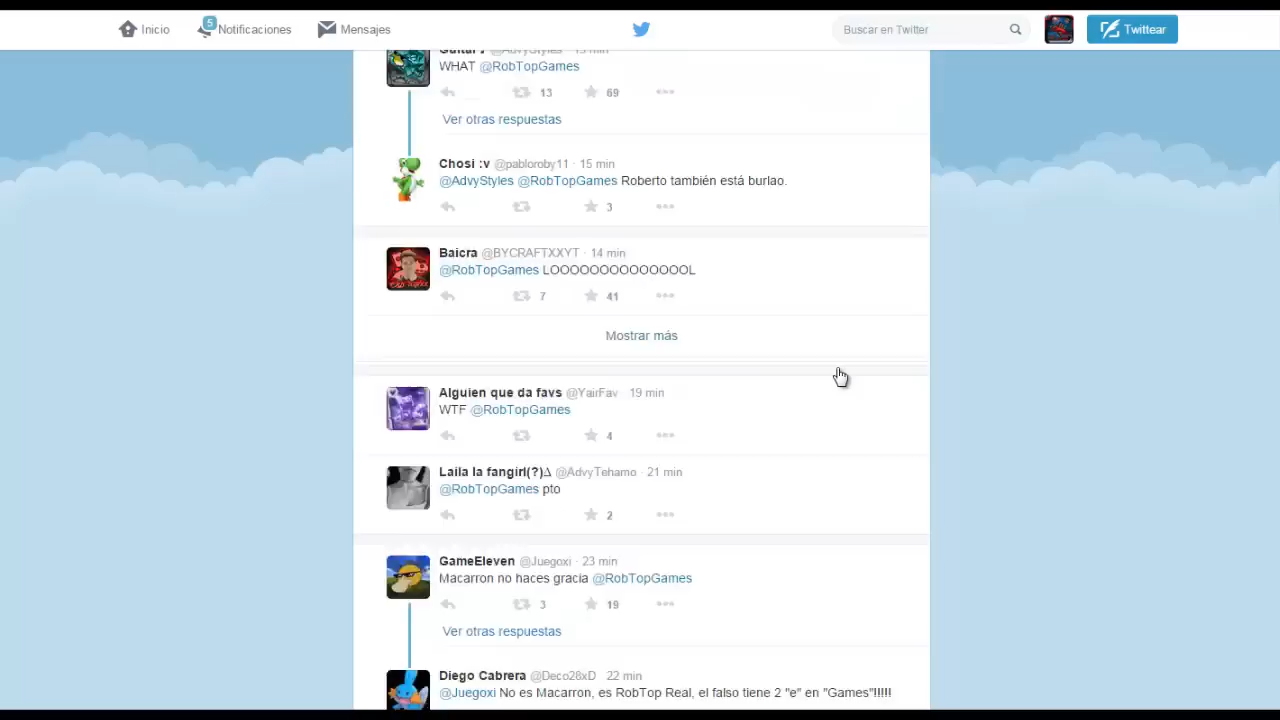 Inicio 5 Notificaciones Mensajes Buscar en Twitter Twittear
Guitar z @AdvyStyles · 15 min
WHAT @RobTopGames
13 69
Ver otras respuestas
Chosi :v @pabloroby11 · 15 min
@AdvyStyles @RobTopGames Roberto también está burlao.
3
Baicra @BYCRAFTXXYT · 14 min
@RobTopGames LOOOOOOOOOOOOOOL
7 41
Mostrar más
Alguien que da favs @YairFav · 19 min
WTF @RobTopGames
4
Laila la fangirl(?)Δ @AdvyTehamo · 21 min
@RobTopGames pto
2
GameEleven @Juegoxi · 23 min
Macarron no haces gracia @RobTopGames
3 19
Ver otras respuestas
Diego Cabrera @Deco28xD · 22 min
@Juegoxi No es Macarron, es RobTop Real, el falso tiene 2 "e" en "Games"!!!!!